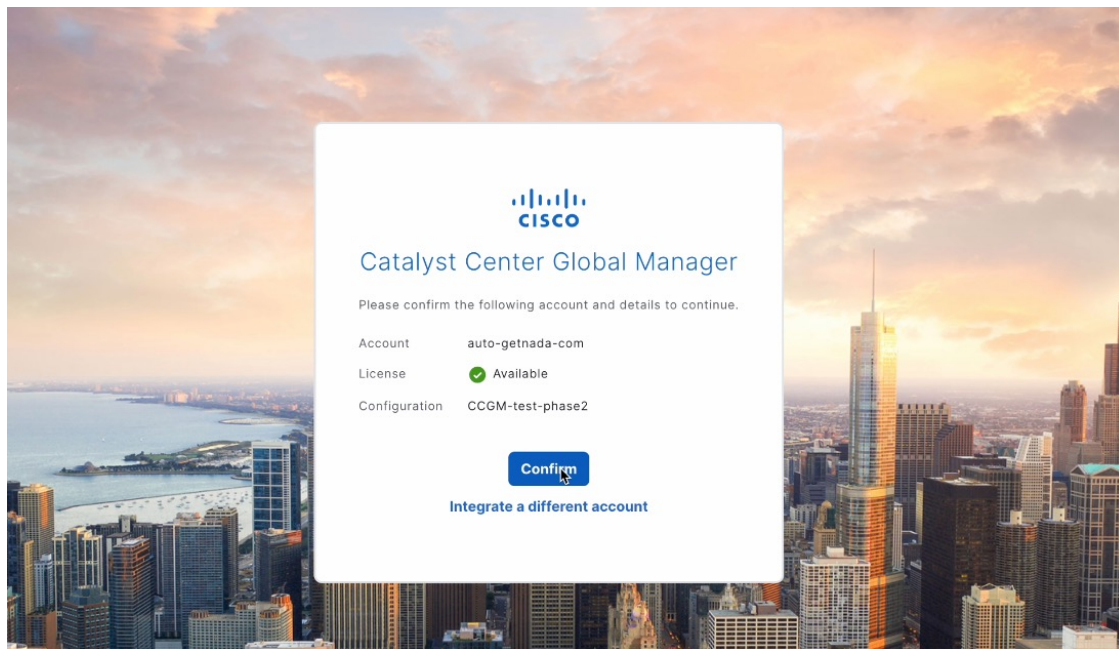 CISCO
Catalyst Center Global Manager
Please confirm the following account and details to continue.
Account auto-getnada-com
License Available
Configuration CCGM-test-phase2
Confirm
Integrate a different account